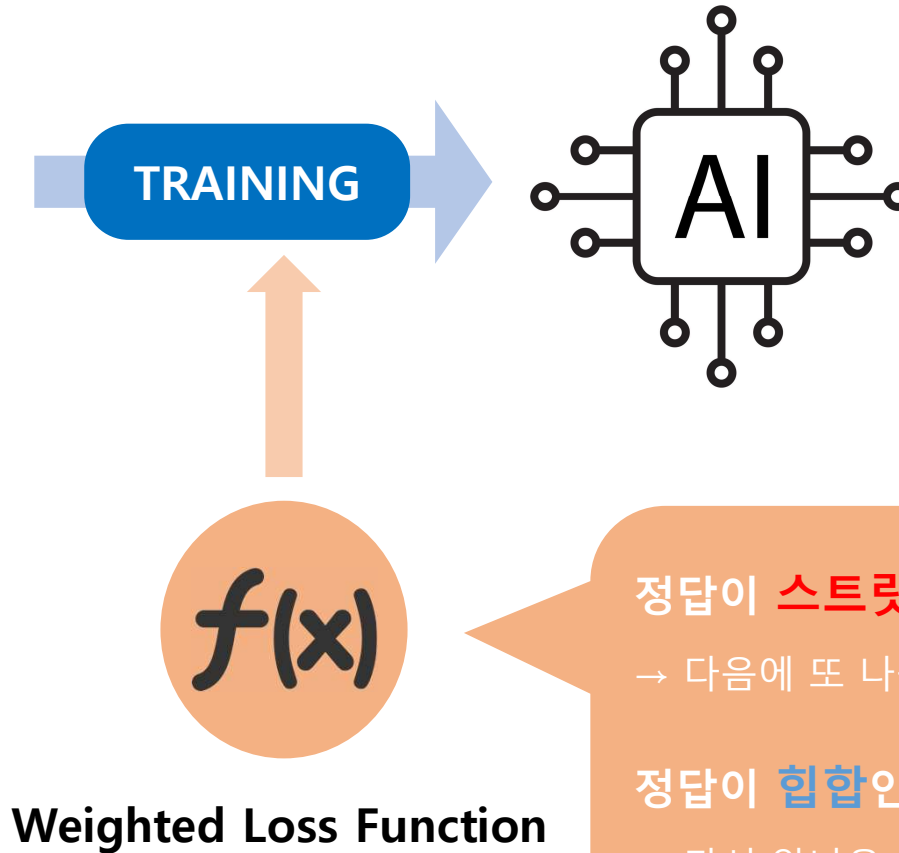 TRAINING
AI
f(x)
정답이 스트릿
→ 다음에 또
정답이 힙합인
Weighted Loss Function